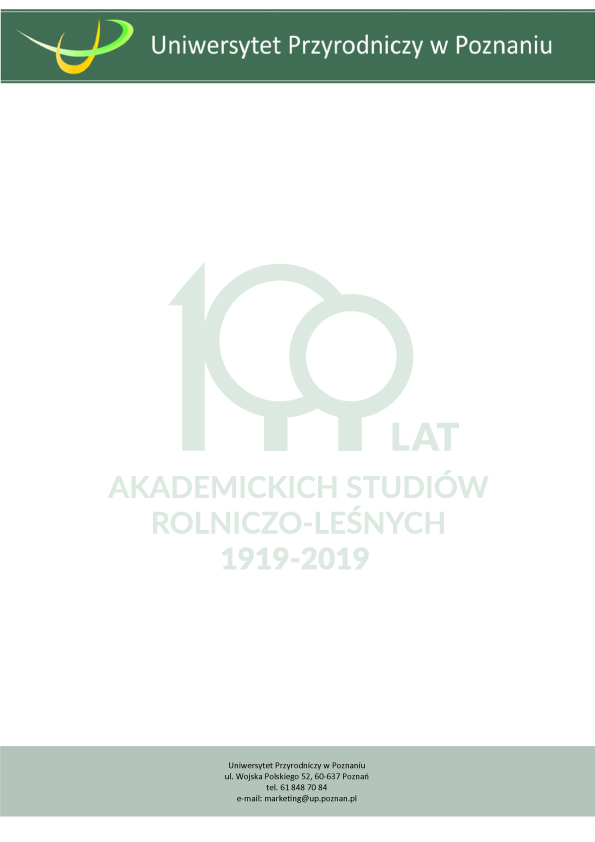 Uniwersytet Przyrodniczy w Poznaniu
100
LAT
AKADEMICKICH STUDIÓW
ROLNICZO-LEŚNYCH
1919-2019
Uniwersytet Przyrodniczy w Poznaniu
ul. Wojska Polskiego 52, 60-637 Poznań
tel. 61 848 70 84
e-mail: marketing@up.poznan.pl